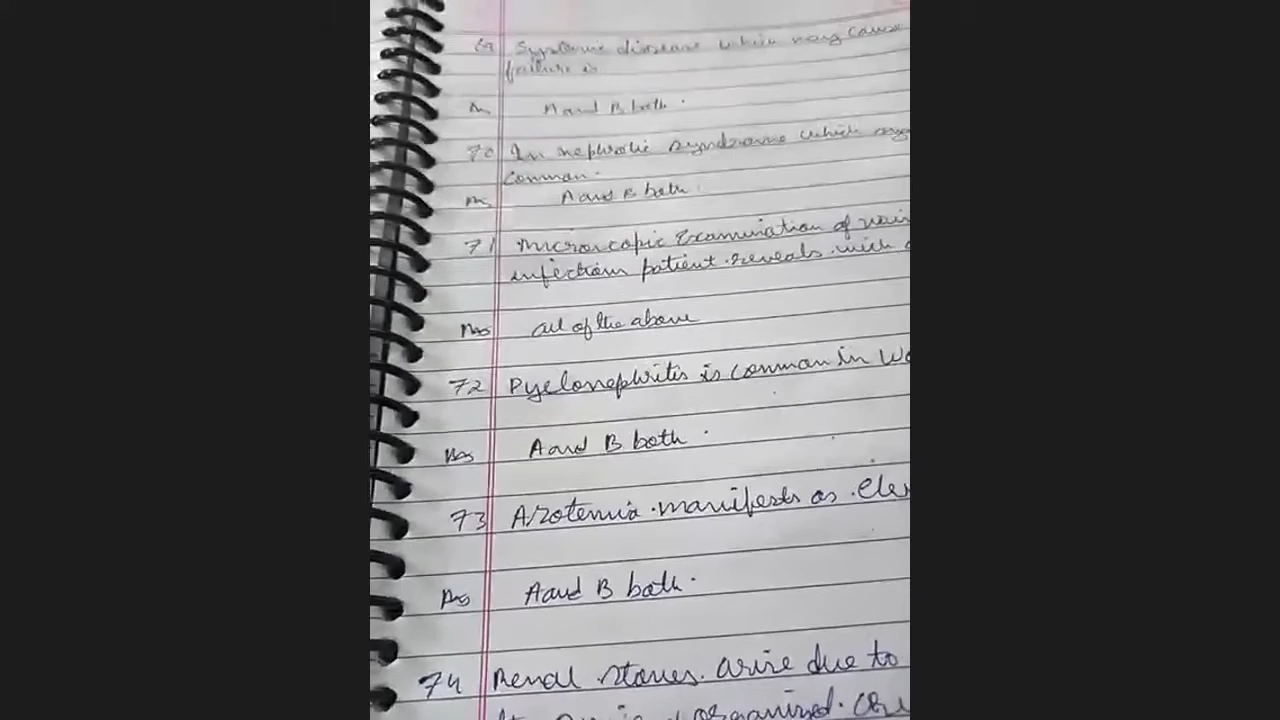 69 Systemic disease which may cause
failure is
Ans A and B both.
70 In nephrotic syndrome which
common.
Ans A and B both.
71 Microscopic Examination of
infection patient reveals with
Ans all of the above
72 Pyelonephritis is common in
Ans A and B both.
73 Azotemia manifests as
Ans A and B both.
74 Renal stones arise due to
organized.